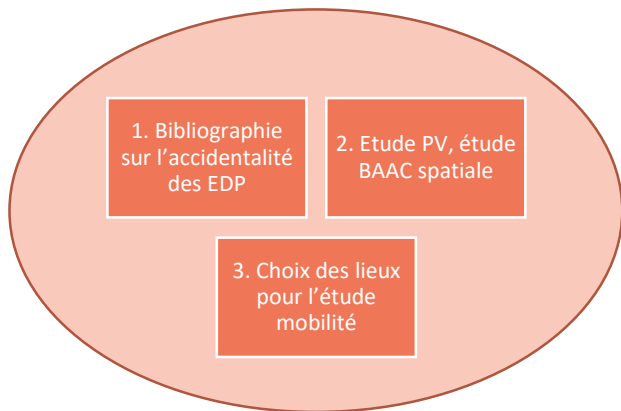 1. Bibliographie
sur l’accidentalité
des EDP
2. Etude PV, étude
BAAC spatiale
3. Choix des lieux
pour l’étude
mobilité